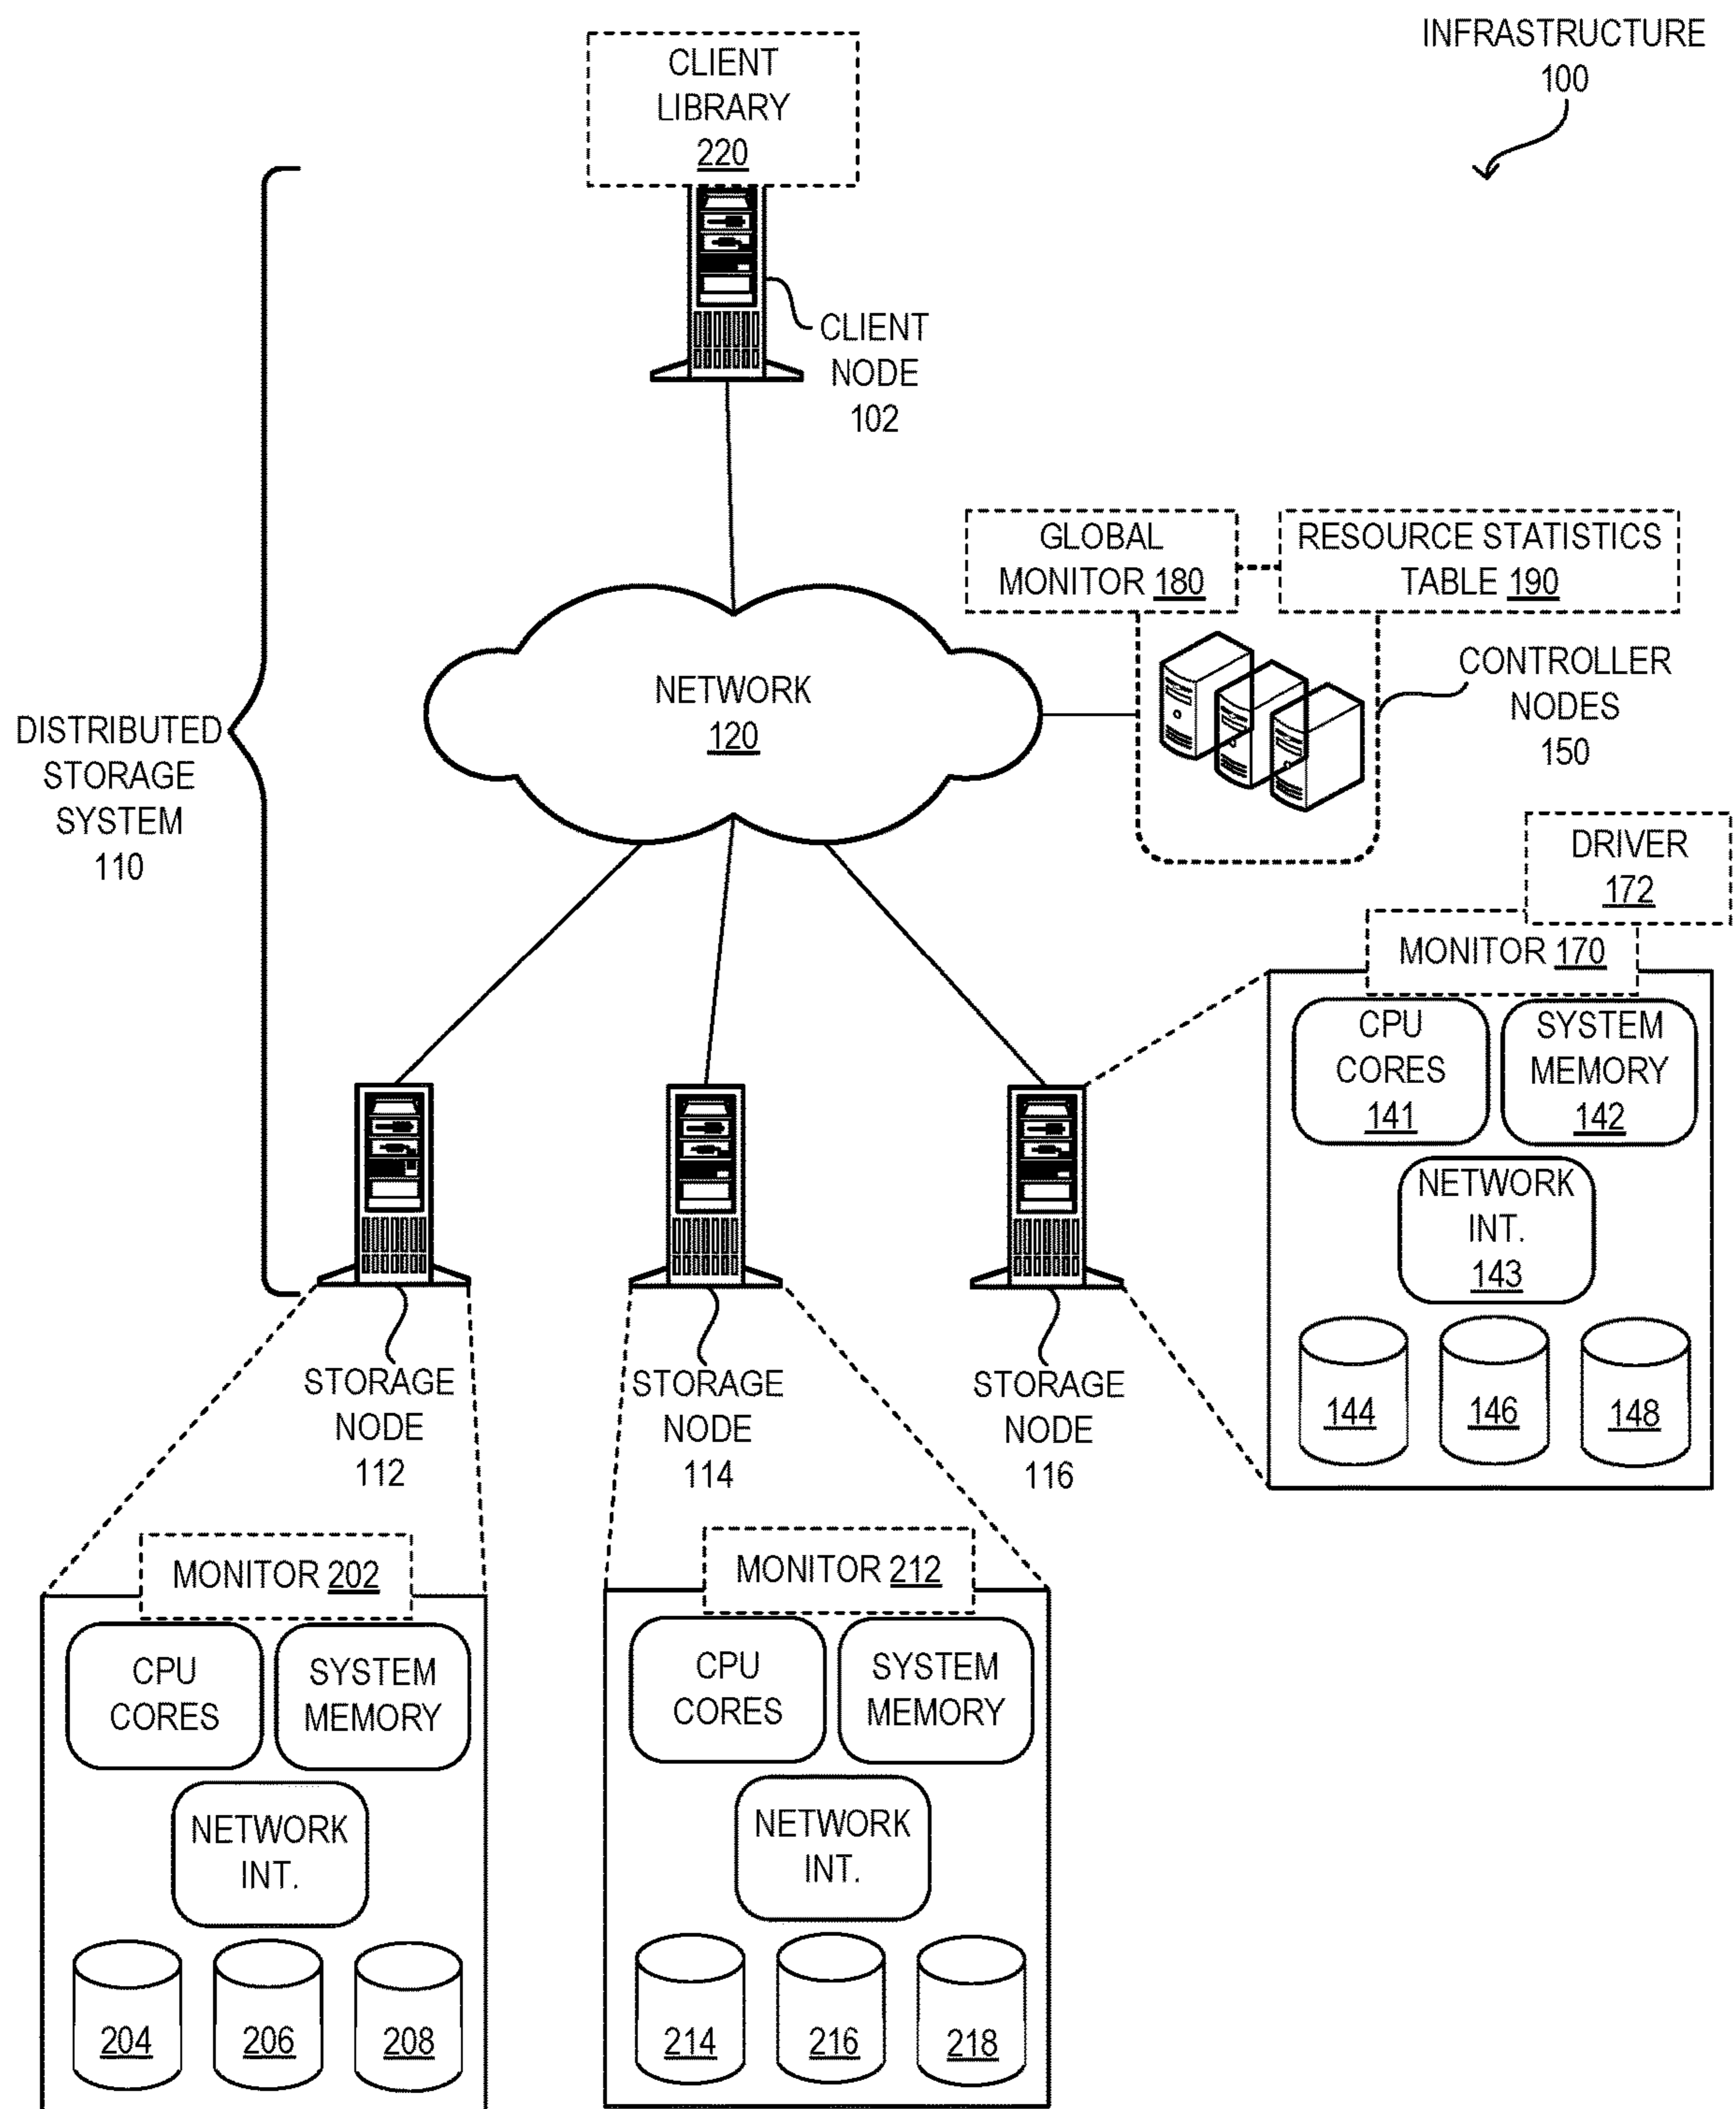 INFRASTRUCTURE
100
CLIENT
LIBRARY
220
CLIENT
NODE
102
GLOBAL
MONITOR 180
RESOURCE STATISTICS
TABLE 190
NETWORK
120
CONTROLLER
NODES
150
DISTRIBUTED
STORAGE
SYSTEM
110
DRIVER
172
MONITOR 170
CPU
CORES
141
SYSTEM
MEMORY
142
NETWORK
INT.
143
144
146
148
STORAGE
NODE
112
STORAGE
NODE
114
STORAGE
NODE
116
MONITOR 202
CPU
CORES
SYSTEM
MEMORY
NETWORK
INT.
204
206
208
MONITOR 212
CPU
CORES
SYSTEM
MEMORY
NETWORK
INT.
214
216
218